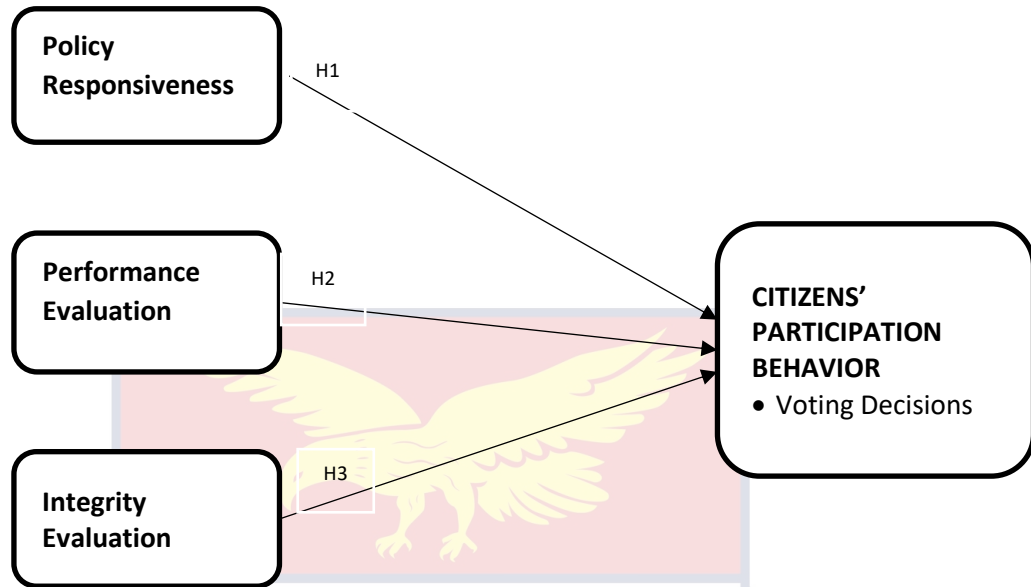 Policy
Responsiveness
H1
Performance
Evaluation
H2
CITIZENS’
PARTICIPATION
BEHAVIOR
• Voting Decisions
Integrity
Evaluation
H3